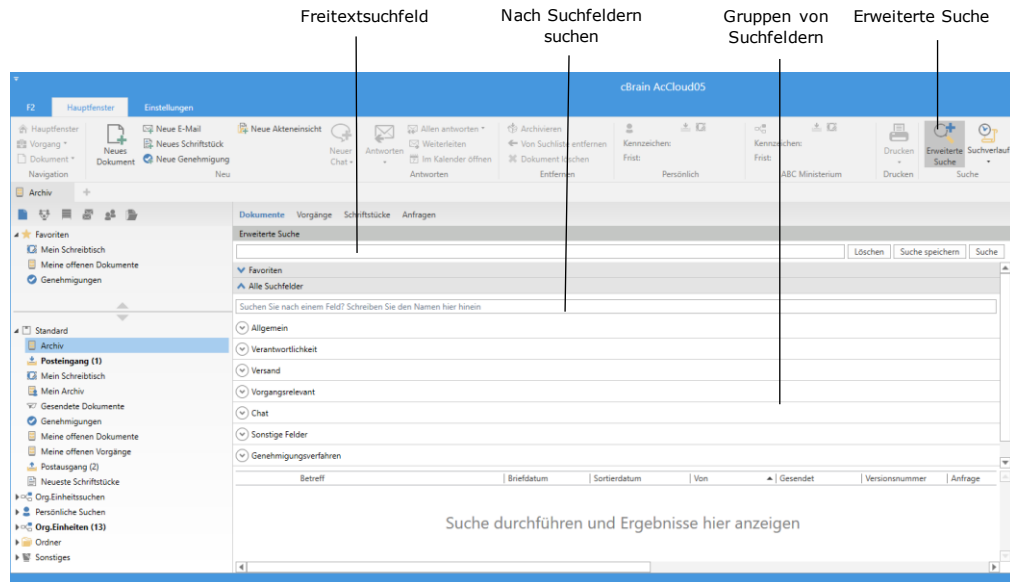 Freitextsuchfeld
Nach Suchfeldern
suchen
Gruppen von
Suchfeldern
Erweiterte Suche
cBrain AcCloud05
F2 Hauptfenster Einstellungen
Hauptfenster
Vorgang
Dokument
Navigation
Neues
Dokument
Neue E-Mail
Neues Schriftstück
Neue Genehmigung
Neue Akteneinsicht
Neu
Neuer
Chat
Antworten
Allen antworten
Weiterleiten
Im Kalender öffnen
Antworten
Archivieren
Von Suchliste entfernen
Dokument löschen
Entfernen
Kennzeichen:
Frist:
Persönlich
Kennzeichen:
Frist:
ABC Ministerium
Drucken
Drucken
Erweiterte
Suche
Suchverlauf
Suche
Archiv +
Favoriten
Mein Schreibtisch
Meine offenen Dokumente
Genehmigungen
Standard
Archiv
Posteingang (1)
Mein Schreibtisch
Mein Archiv
Gesendete Dokumente
Genehmigungen
Meine offenen Dokumente
Meine offenen Vorgänge
Postausgang (2)
Neueste Schriftstücke
Org.Einheitssuchen
Persönliche Suchen
Org.Einheiten (13)
Ordner
Sonstiges
Dokumente Vorgänge Schriftstücke Anfragen
Erweiterte Suche
Löschen Suche speichern Suche
Favoriten
Alle Suchfelder
Suchen Sie nach einem Feld? Schreiben Sie den Namen hier hinein
Allgemein
Verantwortlichkeit
Versand
Vorgangsrelevant
Chat
Sonstige Felder
Genehmigungsverfahren
Betreff Briefdatum Sortierdatum Von Gesendet Versionsnummer Anfrage
Suche durchführen und Ergebnisse hier anzeigen